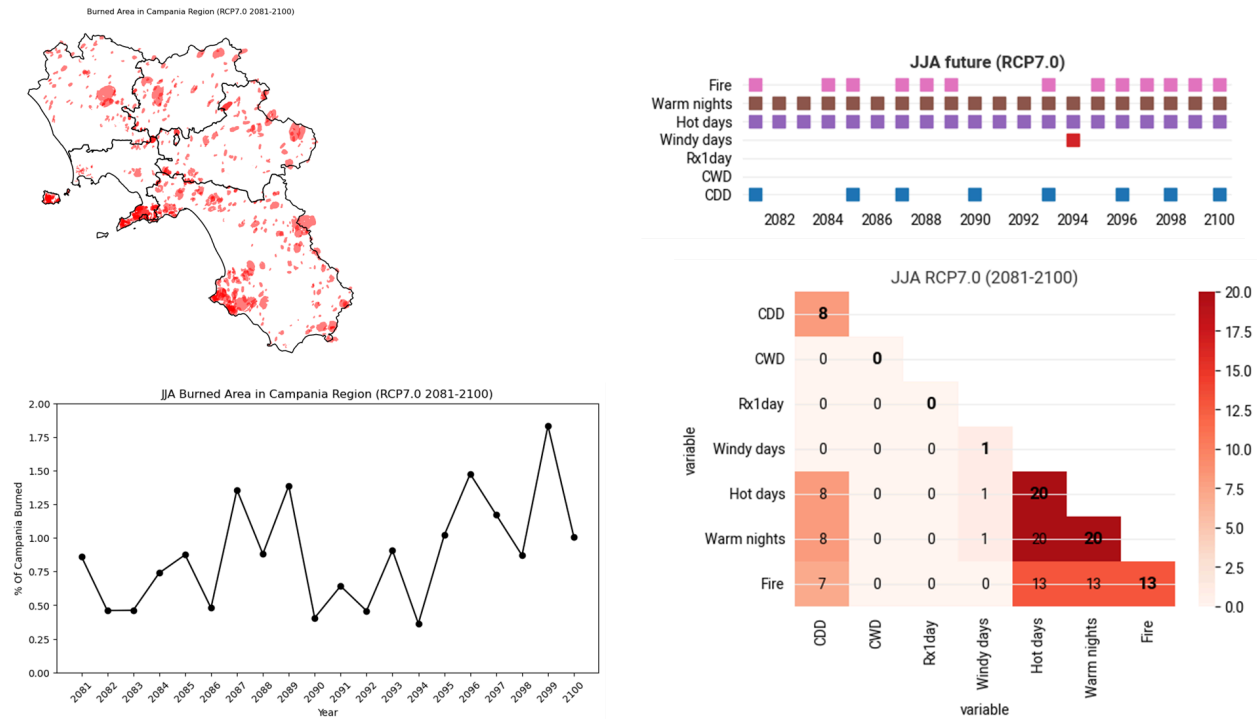 Burned Area in Campania Region (RCP7.0 2081-2100)
JJA Burned Area in Campania Region (RCP7.0 2081-2100)
% Of Campania Burned
2.00
1.75
1.50
1.25
1.00
0.75
0.50
0.25
0.00
2081 2082 2083 2084 2085 2086 2087 2088 2089 2090 2091 2092 2093 2094 2095 2096 2097 2098 2099 2100
Year
JJA future (RCP7.0)
Fire
Warm nights
Hot days
Windy days
Rx1day
CWD
CDD
2082 2084 2086 2088 2090 2092 2094 2096 2098 2100
JJA RCP7.0 (2081-2100)
variable
CDD 8
CWD 0 0
Rx1day 0 0 0
Windy days 0 0 0 1
Hot days 8 0 0 1 20
Warm nights 8 0 0 1 20 20
Fire 7 0 0 0 13 13 13
CDD CWD Rx1day Windy days Hot days Warm nights Fire
variable
20.0
17.5
15.0
12.5
10.0
7.5
5.0
2.5
0.0